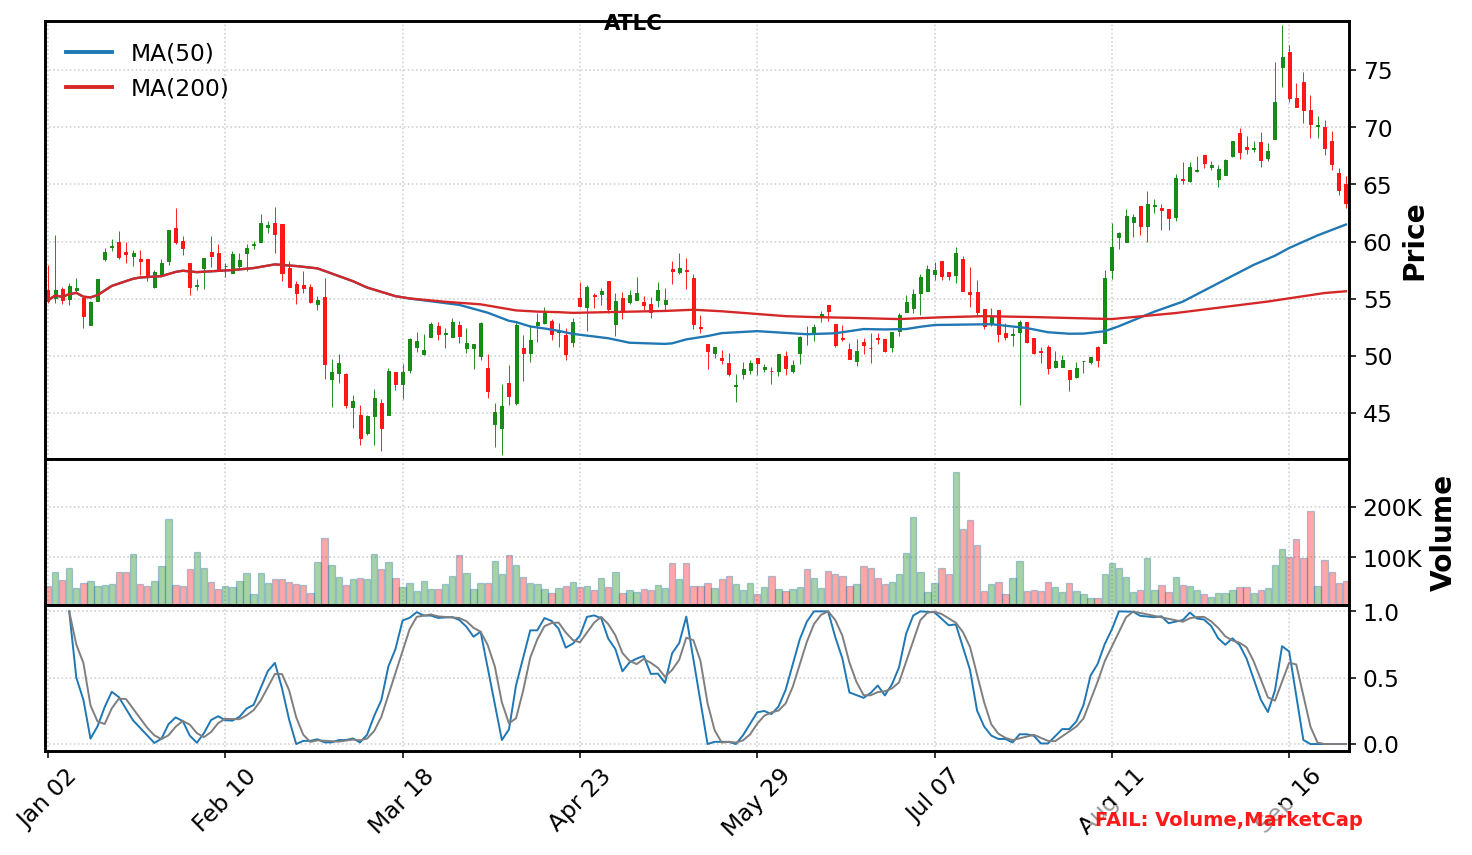 ATLC
MA(50)
MA(200)
75
70
65
60
55
50
45
Price
200K
100K
Volume
1.0
0.5
0.0
Jan 02
Feb 10
Mar 18
Apr 23
May 29
Jul 07
Aug 11
Sep 16
FAIL: Volume,MarketCap